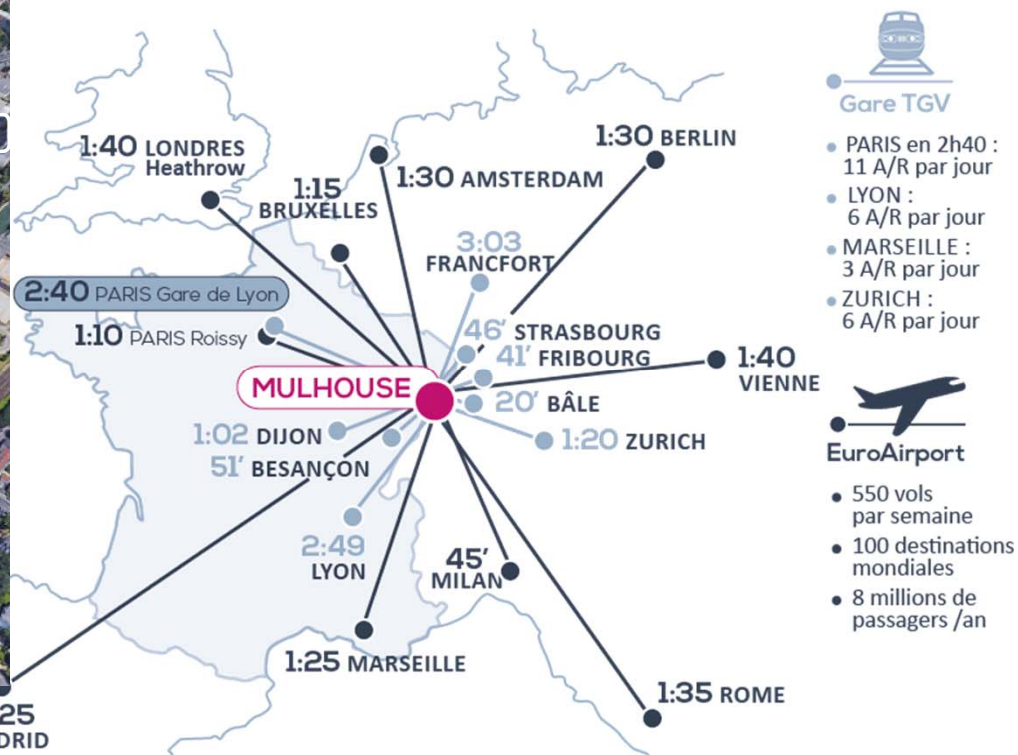 1:40 LONDRES
Heathrow
1:15
BRUXELLES
1:30 AMSTERDAM
1:30 BERLIN
3:03
FRANCFORT
2:40 PARIS Gare de Lyon
1:10 PARIS Roissy
46' STRASBOURG
41' FRIBOURG
MULHOUSE
20' BÂLE
1:40
VIENNE
1:02 DIJON
51' BESANÇON
1:20 ZURICH
2:49
LYON
45'
MILAN
1:25 MARSEILLE
1:35 ROME
25
DRID
Gare TGV
• PARIS en 2h40 :
11 A/R par jour
• LYON :
6 A/R par jour
• MARSEILLE :
3 A/R par jour
• ZURICH :
6 A/R par jour
EuroAirport
• 550 vols
par semaine
• 100 destinations
mondiales
• 8 millions de
passagers /an